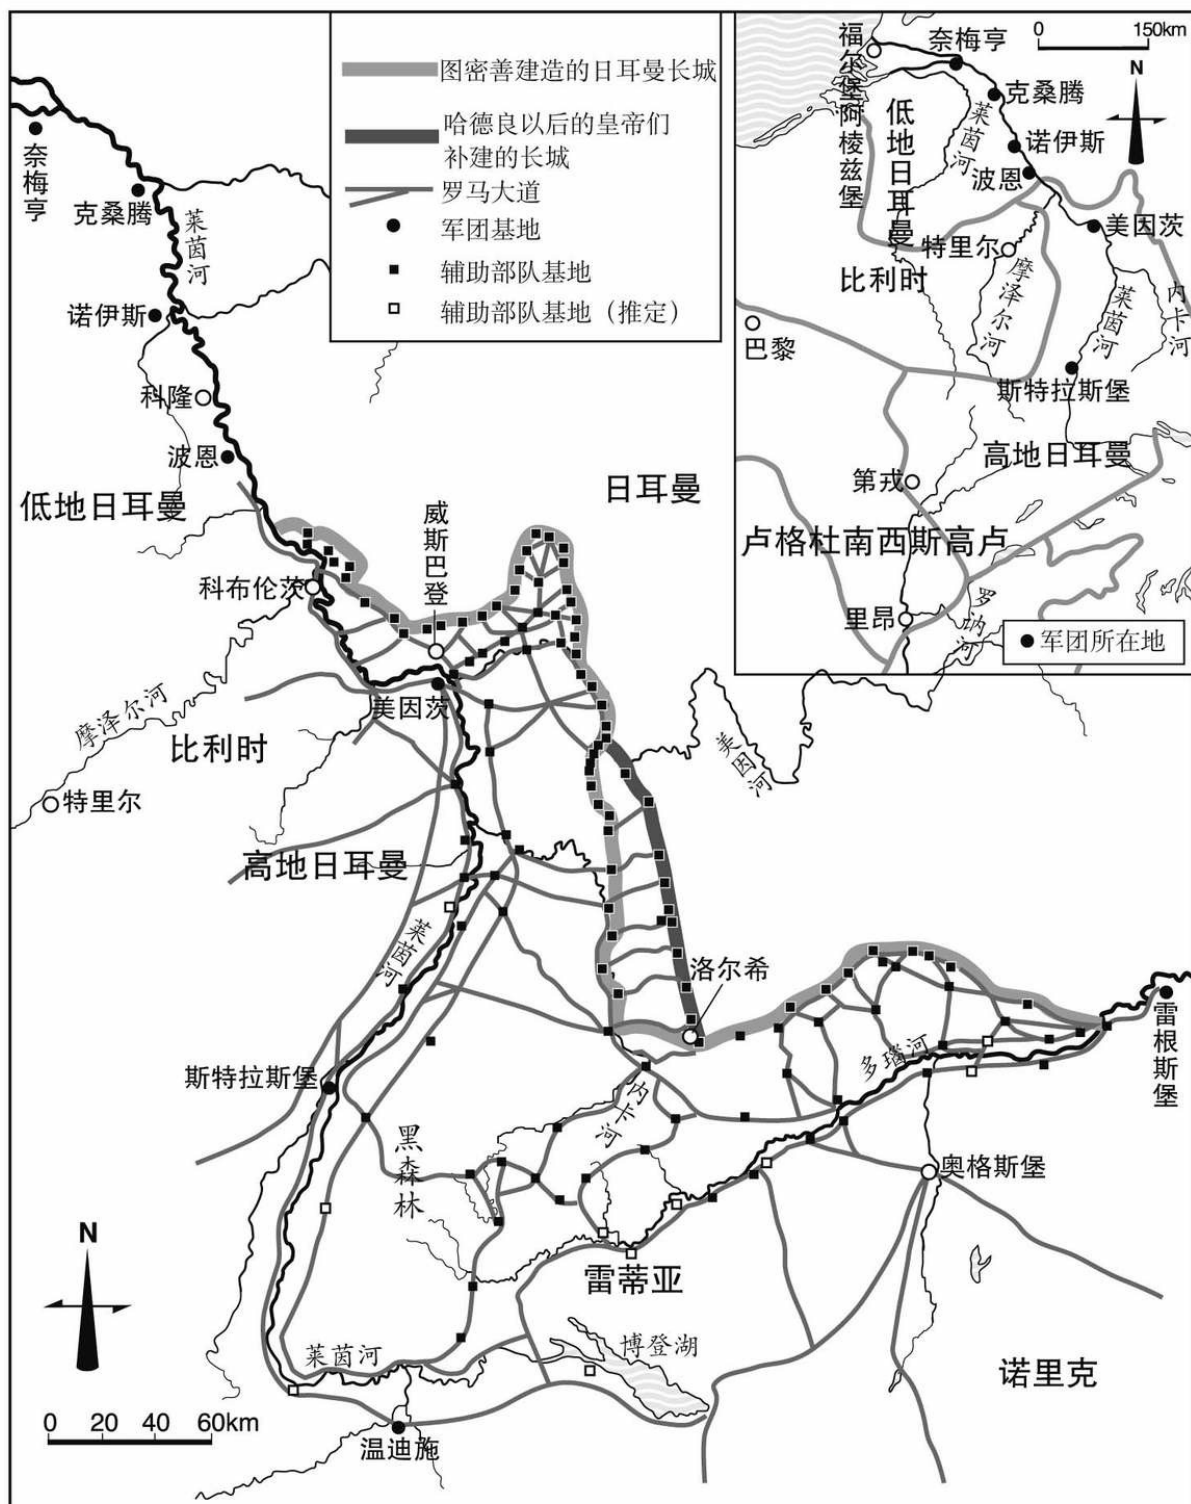 图密善建造的日耳曼长城
哈德良以后的皇帝们
补建的长城
罗马大道
军团基地
辅助部队基地
辅助部队基地（推定）
0 150km
N
福尔堡阿棱兹堡
奈梅亨
克桑腾
莱茵河
低地日耳曼
诺伊斯
波恩
美因茨
特里尔
比利时
摩泽尔河
莱茵河
内卡河
巴黎
斯特拉斯堡
高地日耳曼
第戎
卢格杜南西斯高卢
里昂
罗纳河
军团所在地
奈梅亨
克桑腾
莱茵河
诺伊斯
科隆
波恩
低地日耳曼
日耳曼
威斯巴登
科布伦茨
美因茨
摩泽尔河
比利时
美因河
特里尔
高地日耳曼
莱茵河
洛尔希
雷根斯堡
多瑙河
斯特拉斯堡
内卡河
黑森林
奥格斯堡
N
雷蒂亚
莱茵河
博登湖
诺里克
0 20 40 60km
温迪施